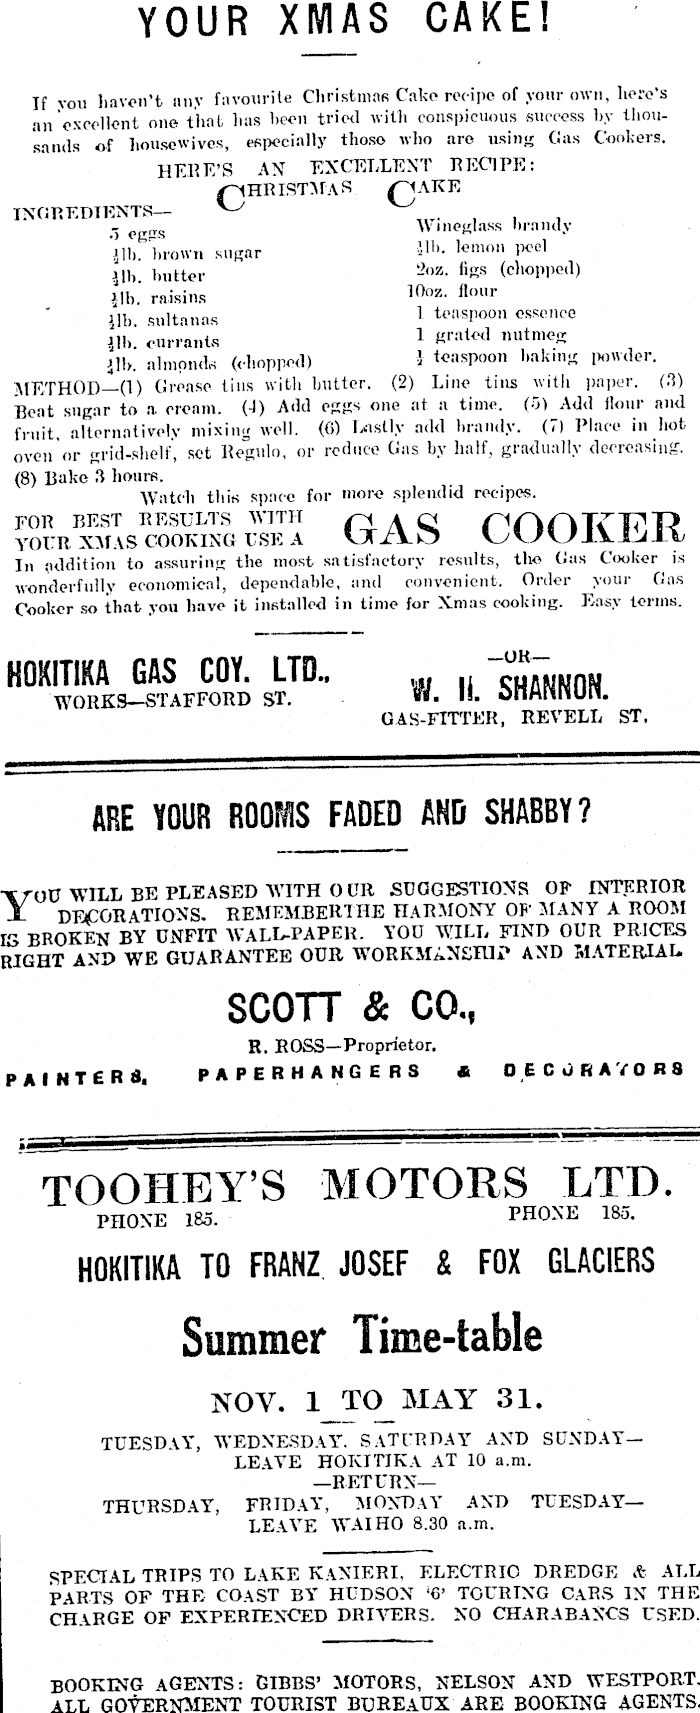 YOUR XMAS CAKE!
If you haven't any favourite Christmas Cake recipe of your own, here's
an excellent one that has been tried with conspicuous success by thou-
sands of housewives, especially those who are using Gas Cookers.
HERE'S AN EXCELLENT RECIPE:
CHRISTMAS CAKE
INGREDIENTS—
5 eggs
lb. brown sugar
lb. butter
lb. raisins
lb. sultanas
lb. currants
lb. almonds (chopped)
Wineglass brandy
lb. lemon peel
2oz. figs (chopped)
10oz. flour
1 teaspoon essence
1 grated nutmeg
½ teaspoon baking powder.
METHOD—(1) Grease tins with butter. (2) Line tins with paper. (3)
Beat sugar to a cream. (4) Add eggs one at a time. (5) Add flour and
fruit, alternatively mixing well. (6) Lastly add brandy. (7) Place in hot
oven or grid-shelf, set Regulo, or reduce Gas by half, gradually decreasing.
(8) Bake 3 hours.
Watch this space for more splendid recipes.
FOR BEST RESULTS WITH
YOUR XMAS COOKING USE A
GAS COOKER
In addition to assuring the most satisfactory results, the Gas Cooker is
wonderfully economical, dependable, and convenient. Order your Gas
Cooker so that you have it installed in time for Xmas cooking. Easy terms.
HOKITIKA GAS COY. LTD.,
WORKS—STAFFORD ST.
—OR—
W. H. SHANNON.
GAS-FITTER, REVELL ST.
ARE YOUR ROOMS FADED AND SHABBY?
YOU WILL BE PLEASED WITH OUR SUGGESTIONS OF INTERIOR
DECORATIONS. REMEMBER THE HARMONY OF MANY A ROOM
IS BROKEN BY UNFIT WALL-PAPER. YOU WILL FIND OUR PRICES
RIGHT AND WE GUARANTEE OUR WORKMANSHIP AND MATERIAL
SCOTT & CO.,
R. ROSS—Proprietor.
PAINTERS, PAPERHANGERS & DECORATORS
TOOHEY'S MOTORS LTD.
PHONE 185. PHONE 185.
HOKITIKA TO FRANZ JOSEF & FOX GLACIERS
Summer Time-table
NOV. 1 TO MAY 31.
TUESDAY, WEDNESDAY. SATURDAY AND SUNDAY—
LEAVE HOKITIKA AT 10 a.m.
—RETURN—
THURSDAY, FRIDAY, MONDAY AND TUESDAY—
LEAVE WAIHO 8.30 a.m.
SPECIAL TRIPS TO LAKE KANIERI, ELECTRIC DREDGE & ALL
PARTS OF THE COAST BY HUDSON '6' TOURING CARS IN THE
CHARGE OF EXPERIENCED DRIVERS. NO CHARABANCS USED.
BOOKING AGENTS: GIBBS' MOTORS, NELSON AND WESTPORT.
ALL GOVERNMENT TOURIST BUREAUX ARE BOOKING AGENTS.